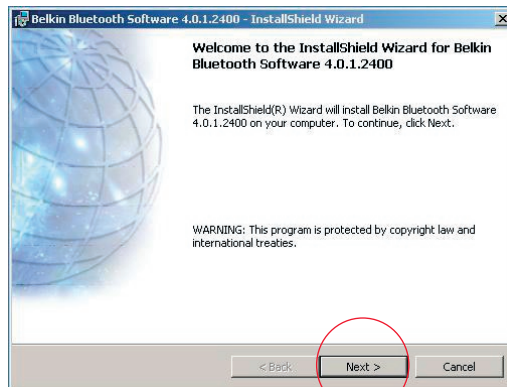 Belkin Bluetooth Software 4.0.1.2400 - InstallShield Wizard
Welcome to the InstallShield Wizard for Belkin
Bluetooth Software 4.0.1.2400
The InstallShield(R) Wizard will install Belkin Bluetooth Software
4.0.1.2400 on your computer. To continue, click Next.
WARNING: This program is protected by copyright law and
international treaties.
< Back
Next >
Cancel